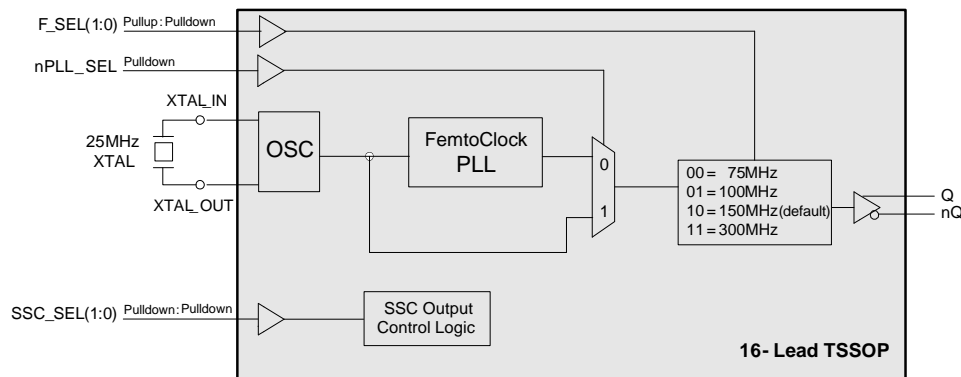 F_SEL(1:0) Pullup: Pulldown
nPLL_SEL Pulldown
XTAL_IN
25MHz
XTAL
XTAL_OUT
OSC
FemtoClock
PLL
0
1
00 = 75MHz
01 = 100MHz
10 = 150MHz (default)
11 = 300MHz
Q
nQ
SSC_SEL(1:0) Pulldown: Pulldown
SSC Output
Control Logic
16- Lead TSSOP